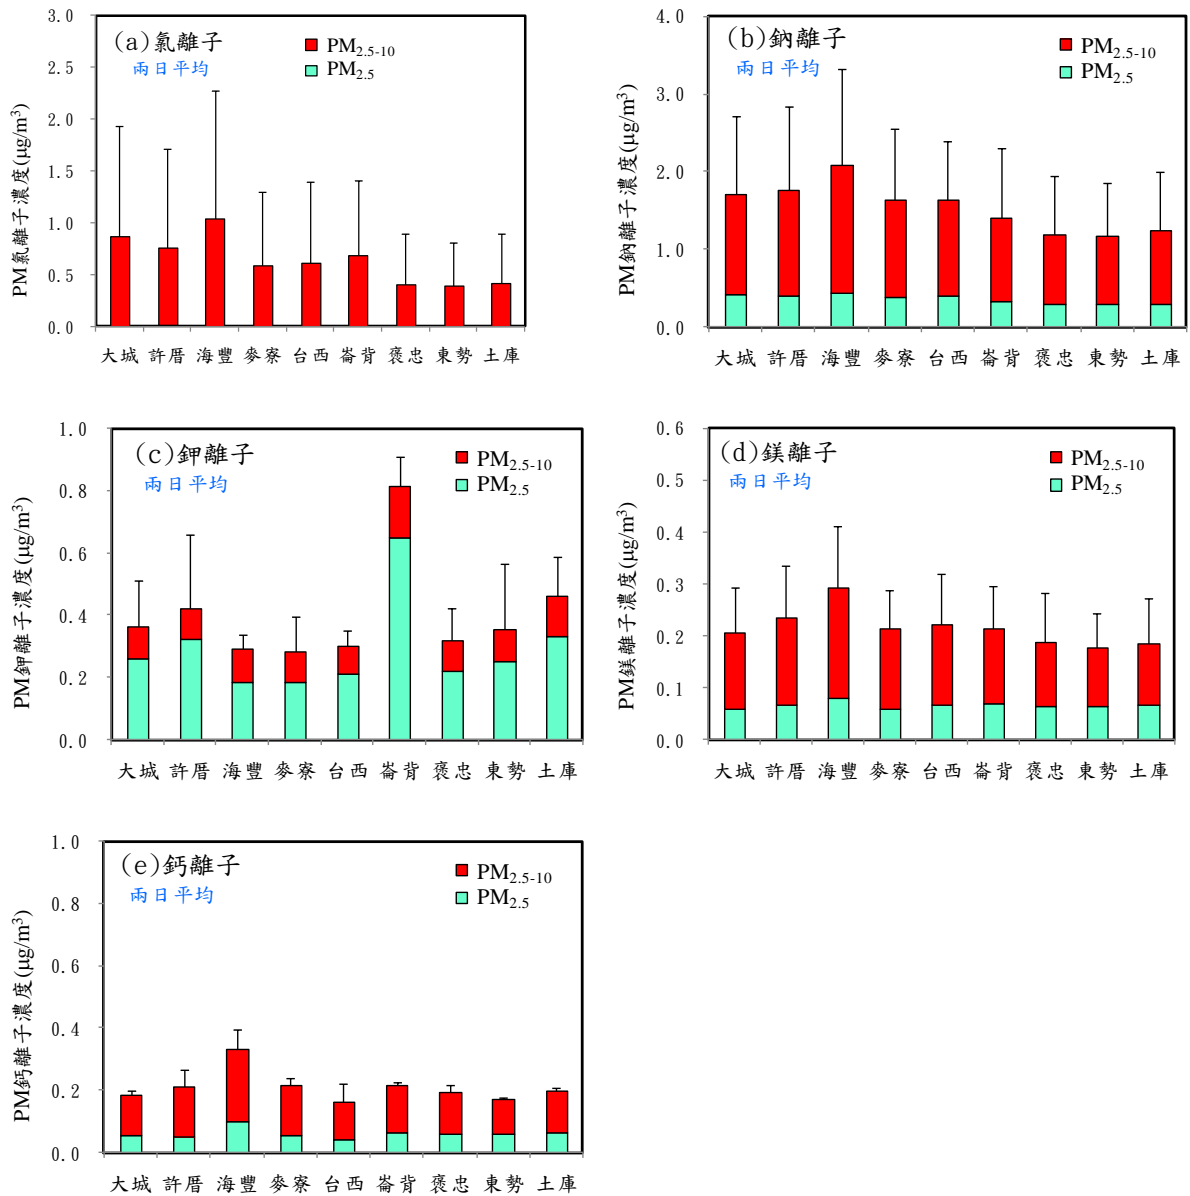 (a)氯離子
兩日平均
PM2.5-10
PM2.5
PM氯離子濃度(μg/m³)
3.0
2.5
2.0
1.5
1.0
0.5
0.0
大城 許厝 海豐 麥寮 台西 崙背 褒忠 東勢 土庫
(b)鈉離子
兩日平均
PM2.5-10
PM2.5
PM鈉離子濃度(μg/m³)
4.0
3.0
2.0
1.0
0.0
大城 許厝 海豐 麥寮 台西 崙背 褒忠 東勢 土庫
(c)鉀離子
兩日平均
PM2.5-10
PM2.5
PM鉀離子濃度(μg/m³)
1.0
0.8
0.6
0.4
0.2
0.0
大城 許厝 海豐 麥寮 台西 崙背 褒忠 東勢 土庫
(d)鎂離子
兩日平均
PM2.5-10
PM2.5
PM鎂離子濃度(μg/m³)
0.6
0.5
0.4
0.3
0.2
0.1
0.0
大城 許厝 海豐 麥寮 台西 崙背 褒忠 東勢 土庫
(e)鈣離子
兩日平均
PM2.5-10
PM2.5
PM鈣離子濃度(μg/m³)
1.0
0.8
0.6
0.4
0.2
0.0
大城 許厝 海豐 麥寮 台西 崙背 褒忠 東勢 土庫